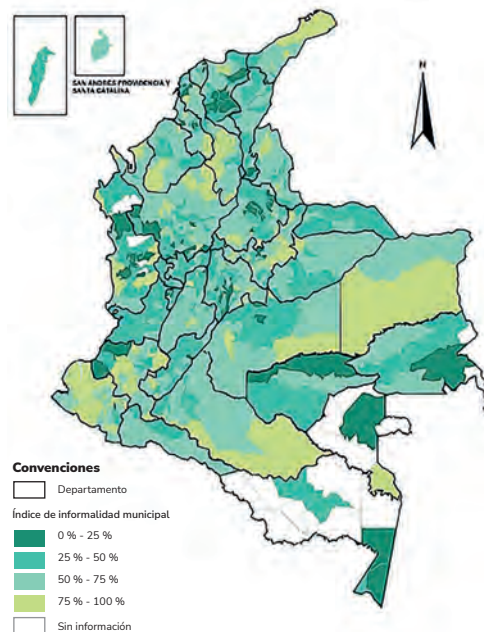 SAN ANDRES PROVIDENCIA Y
SANTA CATALINA
N
Convenciones
Departamento
Índice de informalidad municipal
0 % - 25 %
25 % - 50 %
50 % - 75 %
75 % - 100 %
Sin información